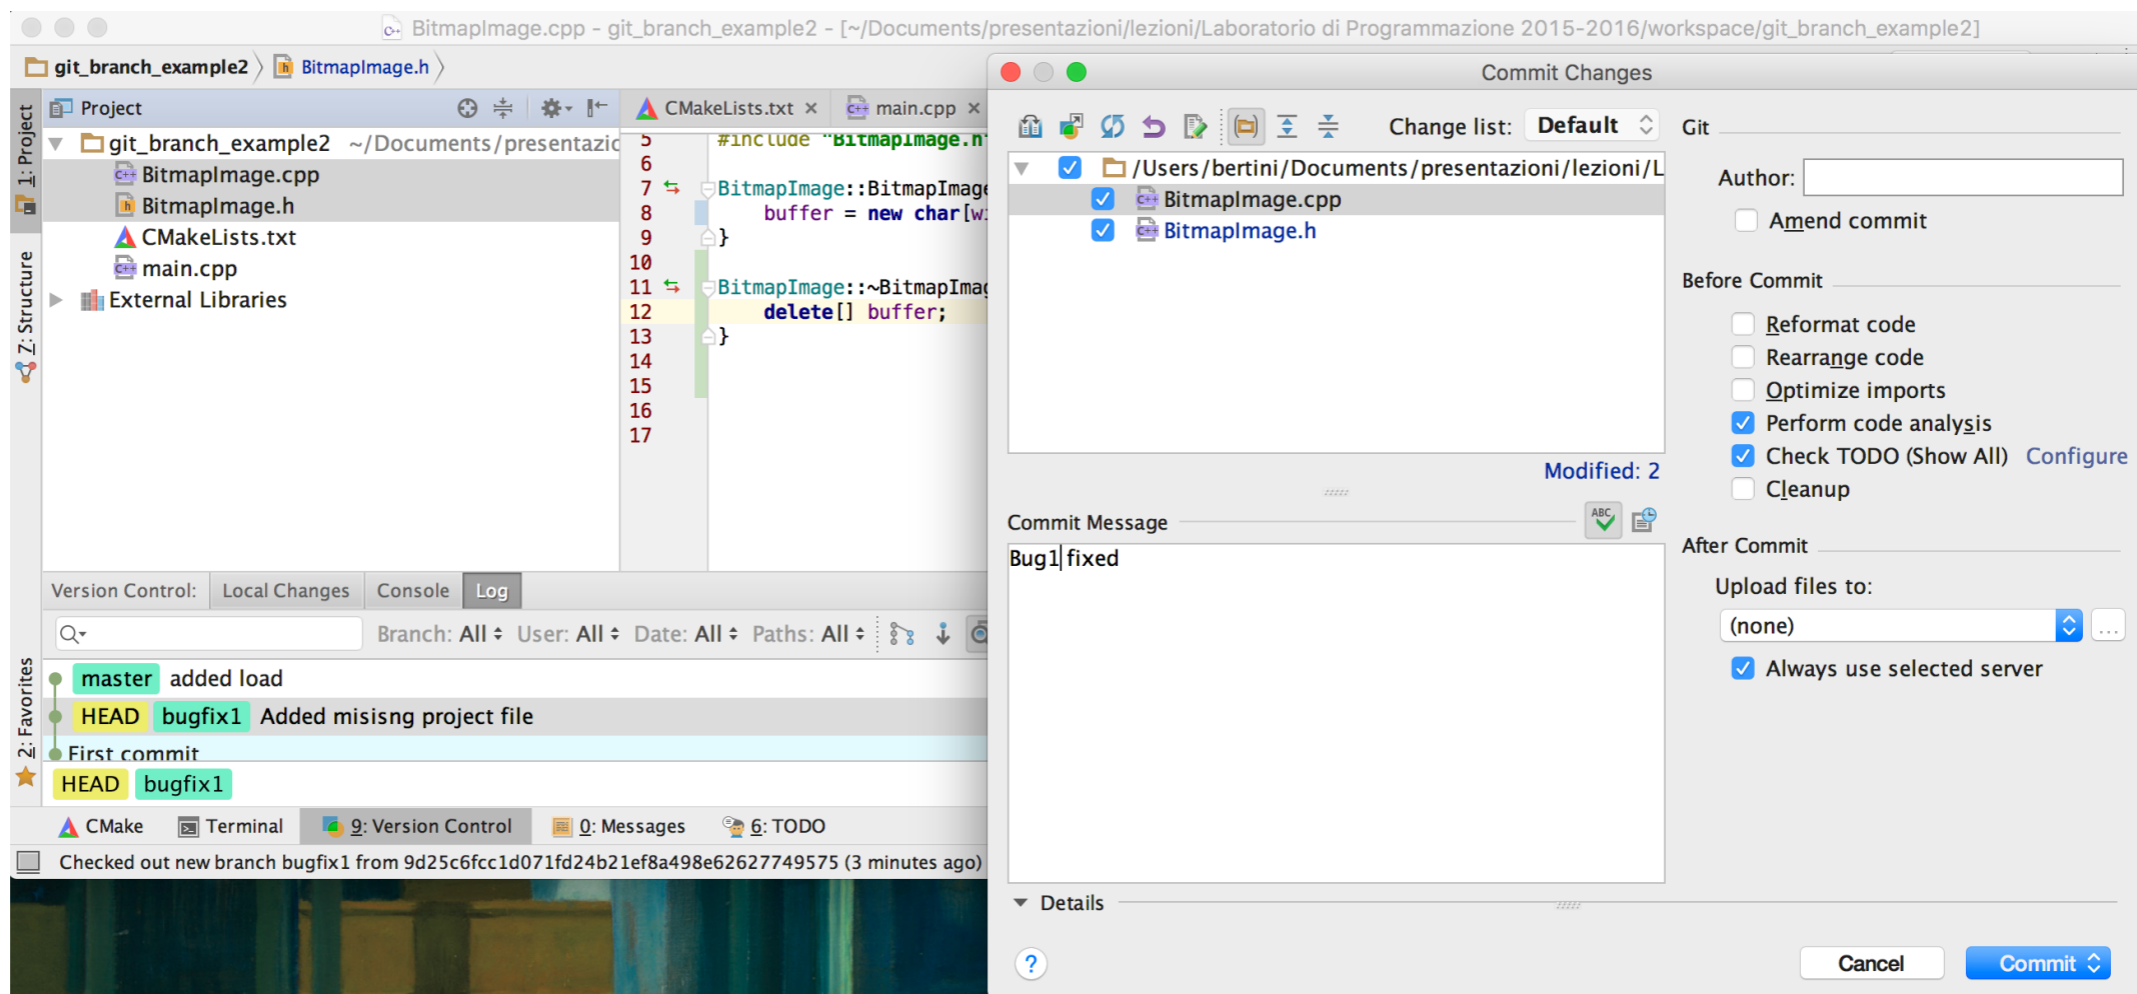 BitmapImage.cpp - git_branch_example2 - [~/Documents/presentazioni/lezioni/Laboratorio di Programmazione 2015-2016/workspace/git_branch_example2]
git_branch_example2
BitmapImage.h
1: Project
Z: Structure
2: Favorites
Project
git_branch_example2 ~/Documents/presentazic
BitmapImage.cpp
BitmapImage.h
CMakeLists.txt
main.cpp
External Libraries
CMakeLists.txt
main.cpp
5 #include "BitmapImage.h"
6
7 BitmapImage::BitmapImage
8 buffer = new char[wi
9 }
10
11 BitmapImage::~BitmapImag
12 delete[] buffer;
13 }
14
15
16
17
Version Control: Local Changes Console Log
Branch: All User: All Date: All Paths: All
master added load
HEAD bugfix1 Added misisng project file
First commit
HEAD bugfix1
CMake Terminal 9: Version Control 0: Messages 6: TODO
Checked out new branch bugfix1 from 9d25c6fcc1d071fd24b21ef8a498e62627749575 (3 minutes ago)
Commit Changes
Change list: Default
/Users/bertini/Documents/presentazioni/lezioni/L
BitmapImage.cpp
BitmapImage.h
Modified: 2
Commit Message
ABC
Bug1 fixed
Details
?
Git
Author:
Amend commit
Before Commit
Reformat code
Rearrange code
Optimize imports
Perform code analysis
Check TODO (Show All) Configure
Cleanup
After Commit
Upload files to:
(none)
...
Always use selected server
Cancel
Commit